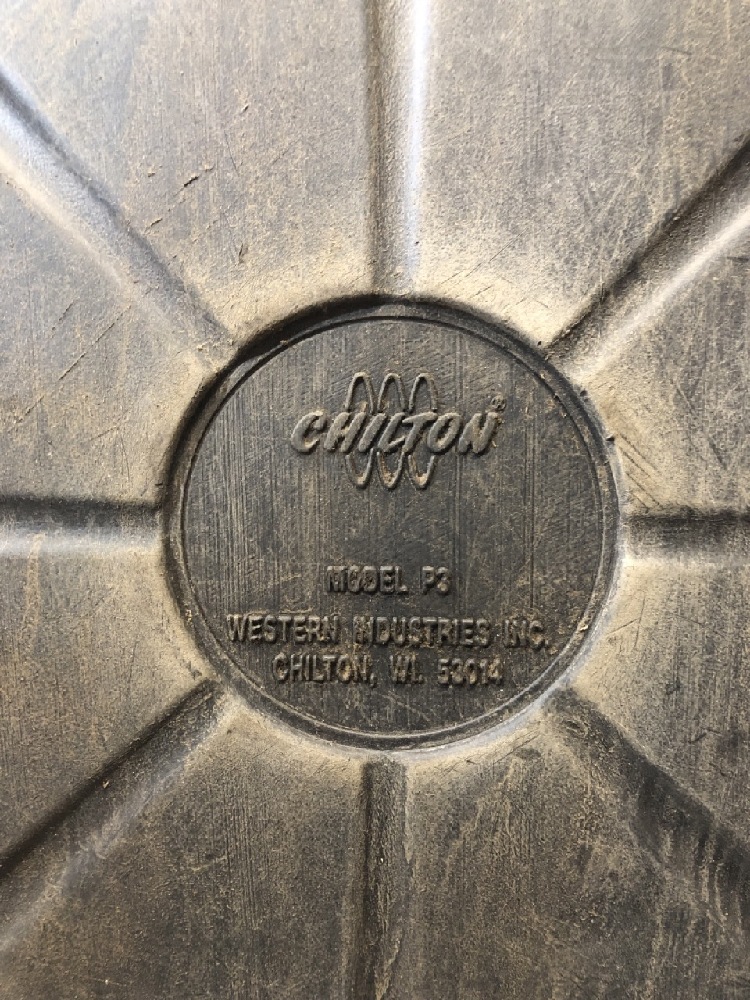 CHILTON®
MODEL P3
WESTERN INDUSTRIES INC.
CHILTON, WI. 53014